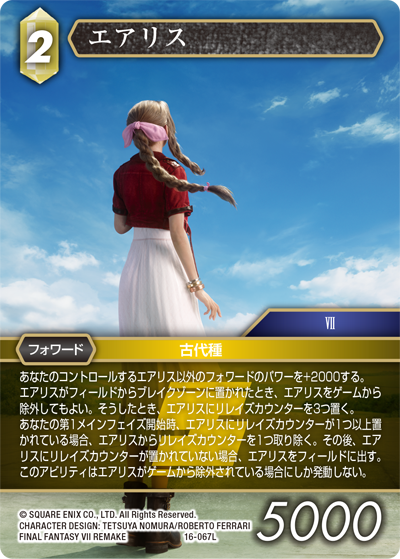 2
エアリス
VII
フォワード
古代種
あなたのコントロールするエアリス以外のフォワードのパワーを+2000する。
エアリスがフィールドからブレイクゾーンに置かれたとき、エアリスをゲームから
除外してもよい。そうしたとき、エアリスにリレイズカウンターを3つ置く。
あなたの第1メインフェイズ開始時、エアリスにリレイズカウンターが1つ以上置
かれている場合、エアリスからリレイズカウンターを1つ取り除く。その後、エア
リスにリレイズカウンターが置かれていない場合、エアリスをフィールドに出す。
このアビリティはエアリスがゲームから除外されている場合にしか発動しない。
© SQUARE ENIX CO., LTD. All Rights Reserved.
CHARACTER DESIGN: TETSUYA NOMURA/ROBERTO FERRARI
FINAL FANTASY VII REMAKE 16-067L
5000